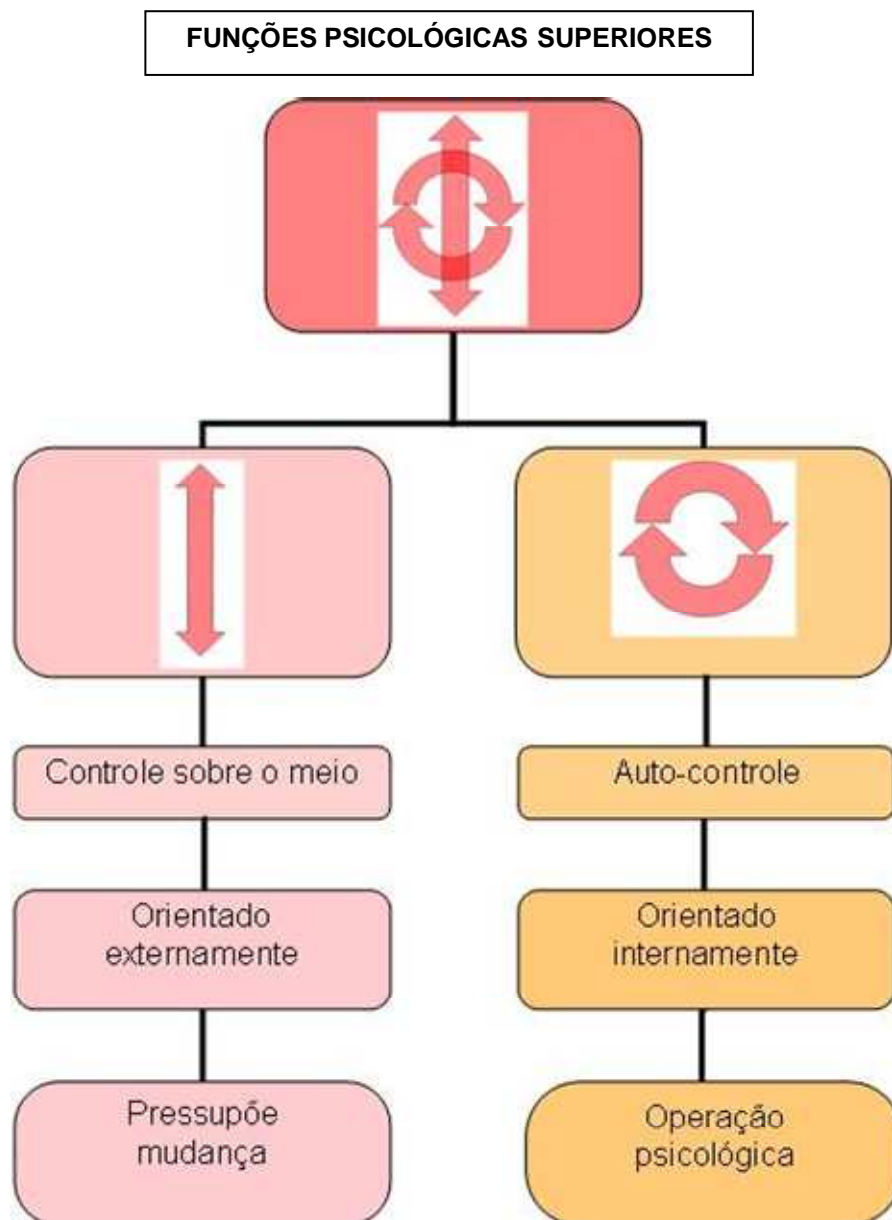 FUNÇÕES PSICOLÓGICAS SUPERIORES
Controle sobre o meio
Auto-controle
Orientado
externamente
Orientado
internamente
Pressupõe
mudança
Operação
psicológica